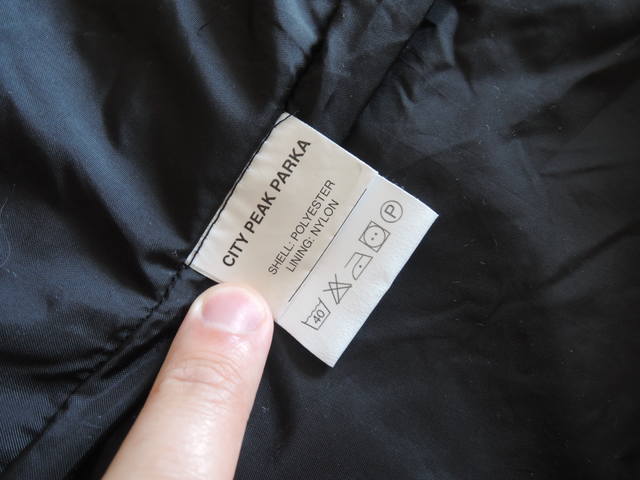 CITY PEAK PARKA
SHELL: POLYESTER
LINING: NYLON
40 P